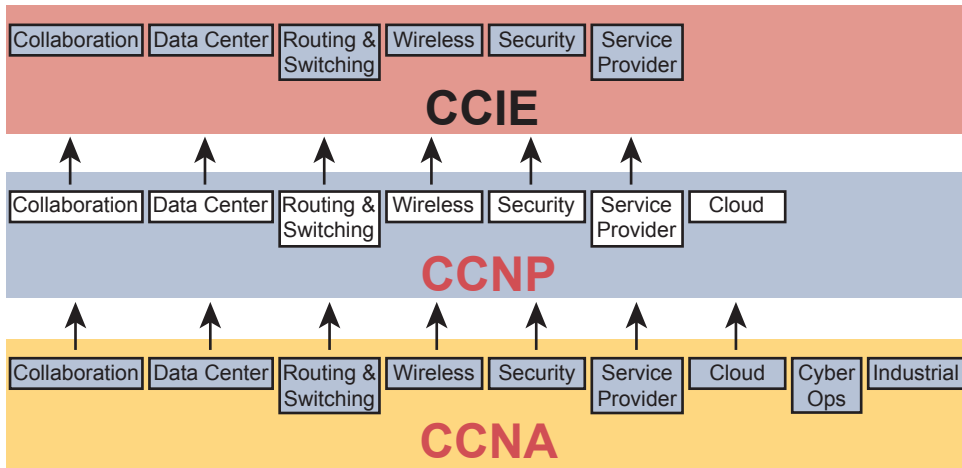 Collaboration Data Center Routing & Wireless Security Service
Switching Provider
CCIE
Collaboration Data Center Routing & Wireless Security Service Cloud
Switching Provider
CCNP
Collaboration Data Center Routing & Wireless Security Service Cloud Cyber Industrial
Switching Provider Ops
CCNA